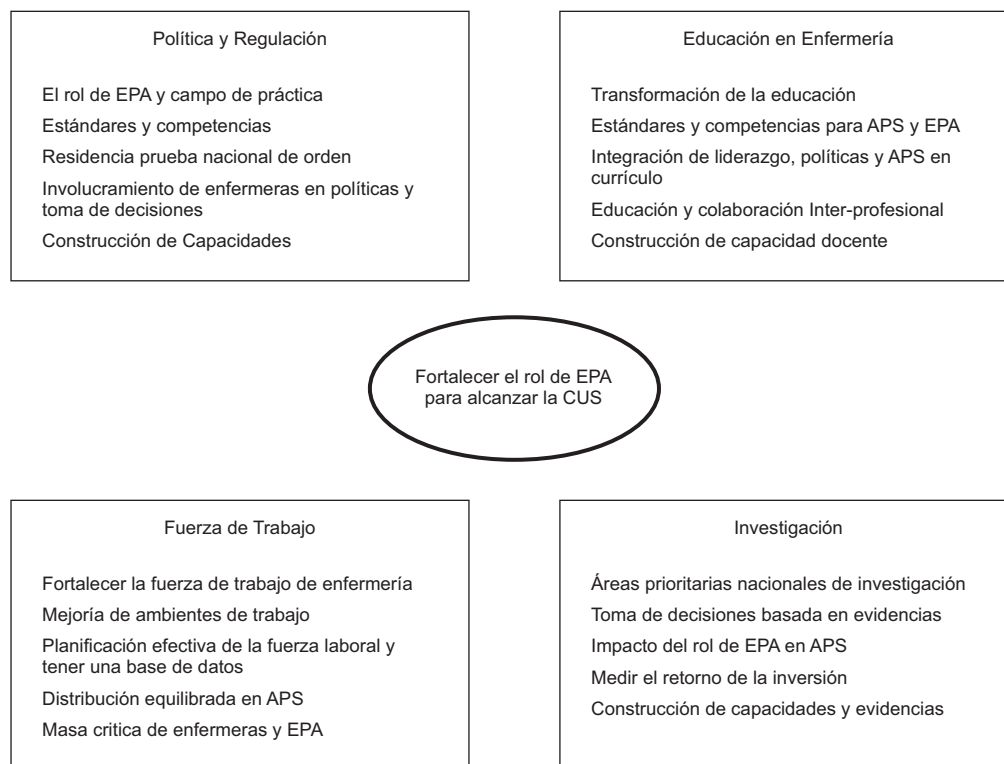 Política y Regulación
El rol de EPA y campo de práctica
Estándares y competencias
Residencia prueba nacional de orden
Involucramiento de enfermeras en políticas y
toma de decisiones
Construcción de Capacidades
Educación en Enfermería
Transformación de la educación
Estándares y competencias para APS y EPA
Integración de liderazgo, políticas y APS en
currículo
Educación y colaboración Inter-profesional
Construcción de capacidad docente
Fortalecer el rol de EPA
para alcanzar la CUS
Fuerza de Trabajo
Fortalecer la fuerza de trabajo de enfermería
Mejoría de ambientes de trabajo
Planificación efectiva de la fuerza laboral y
tener una base de datos
Distribución equilibrada en APS
Masa critica de enfermeras y EPA
Investigación
Áreas prioritarias nacionales de investigación
Toma de decisiones basada en evidencias
Impacto del rol de EPA en APS
Medir el retorno de la inversión
Construcción de capacidades y evidencias